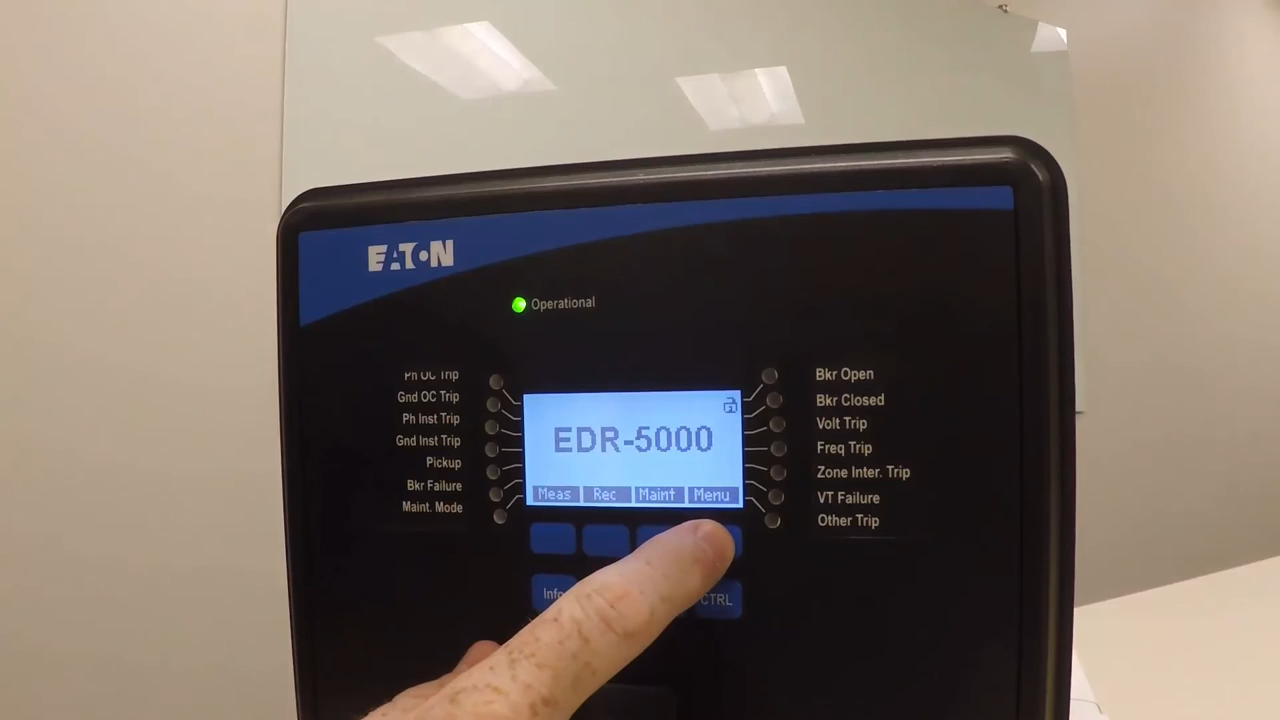 EATON
Operational
Ph OC Trip
Gnd OC Trip
Ph Inst Trip
Gnd Inst Trip
Pickup
Bkr Failure
Maint. Mode
EDR-5000
Meas Rec Maint Menu
Bkr Open
Bkr Closed
Volt Trip
Freq Trip
Zone Inter. Trip
VT Failure
Other Trip
Info
CTRL